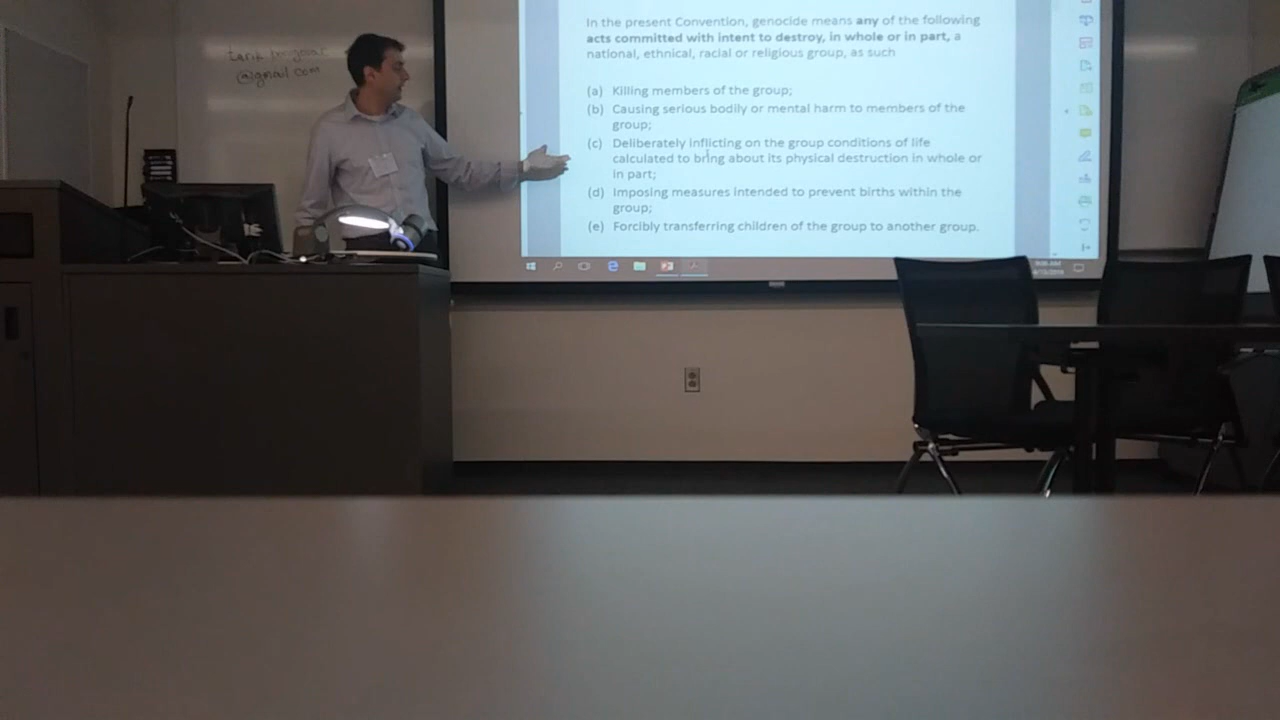 In the present Convention, genocide means any of the following
acts committed with intent to destroy, in whole or in part, a
national, ethnical, racial or religious group, as such
(a) Killing members of the group;
(b) Causing serious bodily or mental harm to members of the
group;
(c) Deliberately inflicting on the group conditions of life
calculated to bring about its physical destruction in whole or
in part;
(d) Imposing measures intended to prevent births within the
group;
(e) Forcibly transferring children of the group to another group.
tarik
@gmail com